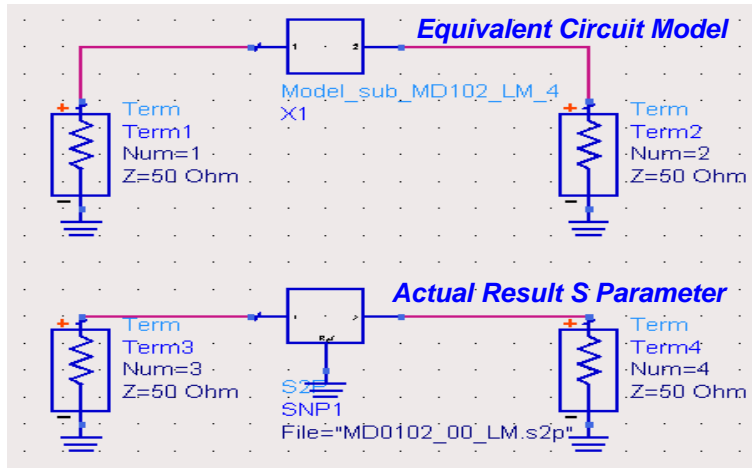 Equivalent Circuit Model
1 2
Model_sub_MD102_LM_4
X1
Term
Term1
Num=1
Z=50 Ohm
Term
Term2
Num=2
Z=50 Ohm
Actual Result S Parameter
1 2
Ref
Term
Term3
Num=3
Z=50 Ohm
S2P
SNP1
File="MD0102_00_LM.s2p"
Term
Term4
Num=4
Z=50 Ohm